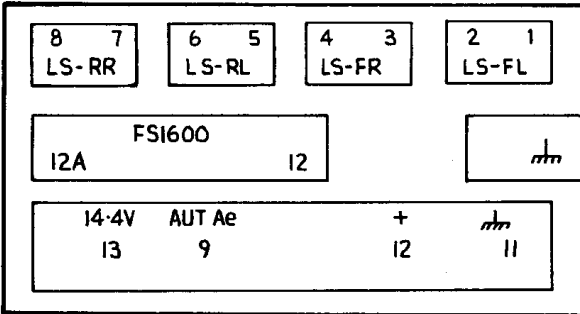 8 7 6 5 4 3 2 1
LS-RR LS-RL LS-FR LS-FL
FS1600
12A 12
14·4V AUT Ae +
13 9 12 11